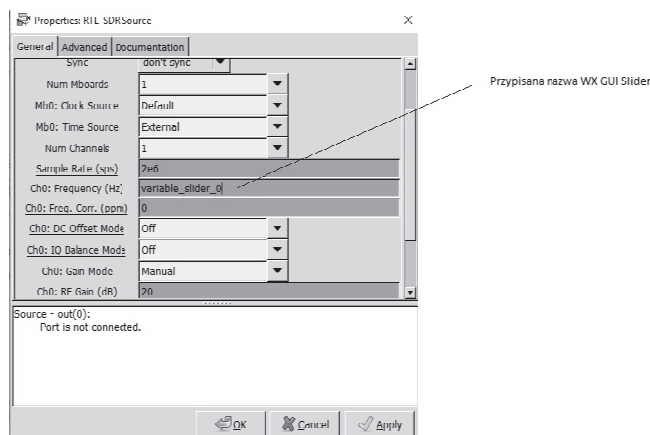 Properties: RTL-SDRSource
General Advanced Documentation
Sync don't sync
Num Mboards 1
Mb0: Clock Source Default
Mb0: Time Source External
Num Channels 1
Sample Rate (sps) 2e6
Ch0: Frequency (Hz) variable_slider_0
Ch0: Freq. Corr. (ppm) 0
Ch0: DC Offset Mode Off
Ch0: IQ Balance Mode Off
Ch0: Gain Mode Manual
Ch0: RF Gain (dB) 20
Przypisana nazwa WX GUI Slider
Source - out(0):
Port is not connected.
OK Cancel Apply